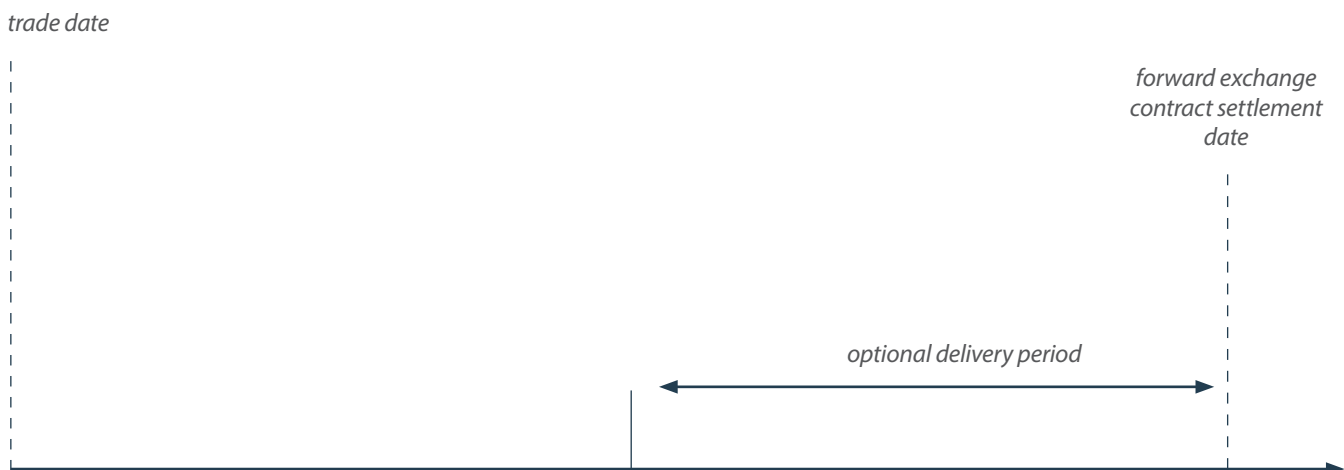 trade date
forward exchange
contract settlement
date
optional delivery period